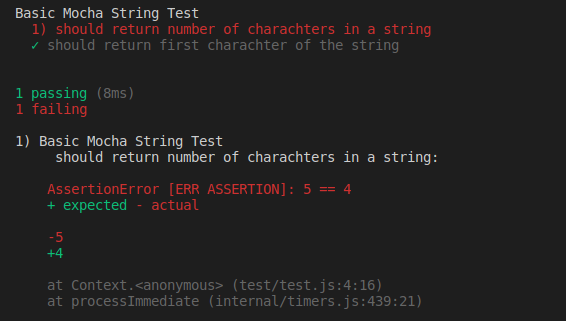 Basic Mocha String Test
1) should return number of charachters in a string
✓ should return first charachter of the string
1 passing (8ms)
1 failing
1) Basic Mocha String Test
should return number of charachters in a string:
AssertionError [ERR ASSERTION]: 5 == 4
+ expected - actual
-5
+4
at Context.<anonymous> (test/test.js:4:16)
at processImmediate (internal/timers.js:439:21)